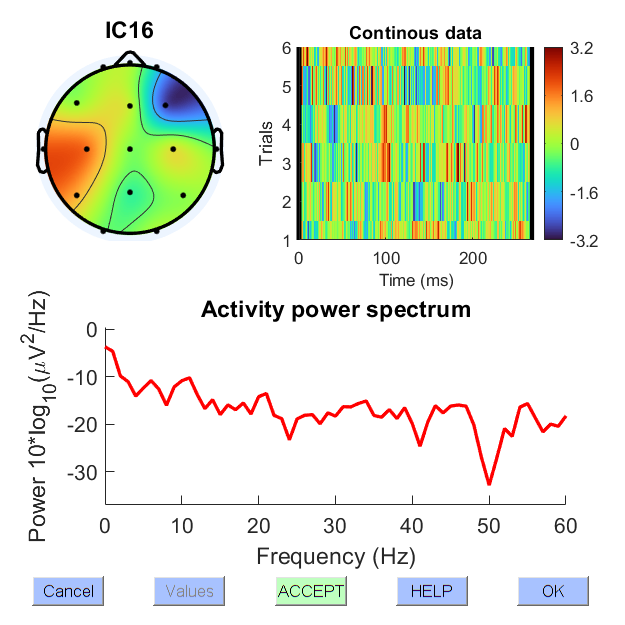 IC16
Continous data
Trials
6
5
4
3
2
1
0
100
200
Time (ms)
3.2
1.6
0
-1.6
-3.2
Activity power spectrum
Power 10*log10(μV2/Hz)
0
-10
-20
-30
0
10
20
30
40
50
60
Frequency (Hz)
Cancel
Values
ACCEPT
HELP
OK